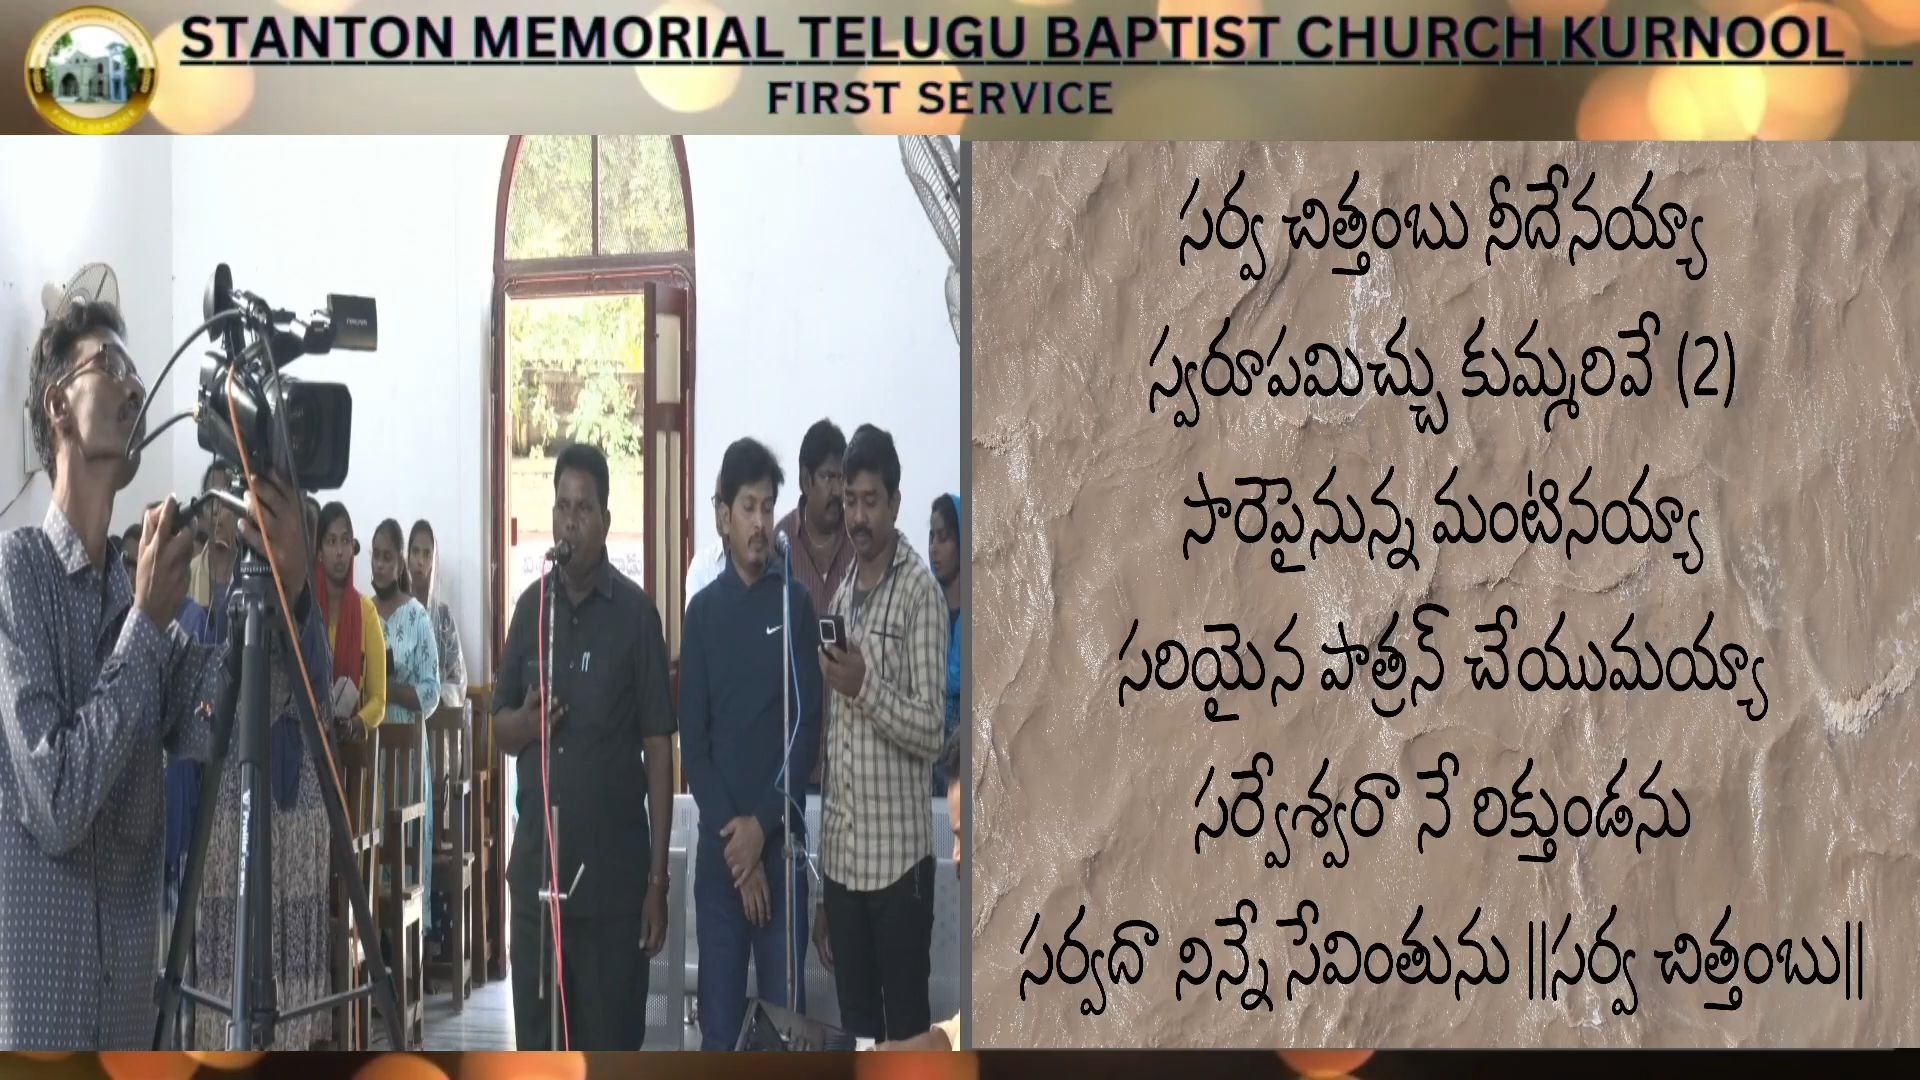 STANTON MEMORIAL TELUGU BAPTIST CHURCH KURNOOL
FIRST SERVICE
సర్వ చిత్తంబు నీదేనయ్యా
స్వరూపమిచ్చు కుమ్మరివే (2)
సారెపైనున్న మంటినయ్యా
సరియైన పాత్రన్ చేయుమయ్యా
సర్వేశ్వరా నే రిక్తుండను
సర్వదా నిన్నే సేవింతును ||సర్వ చిత్తంబు||